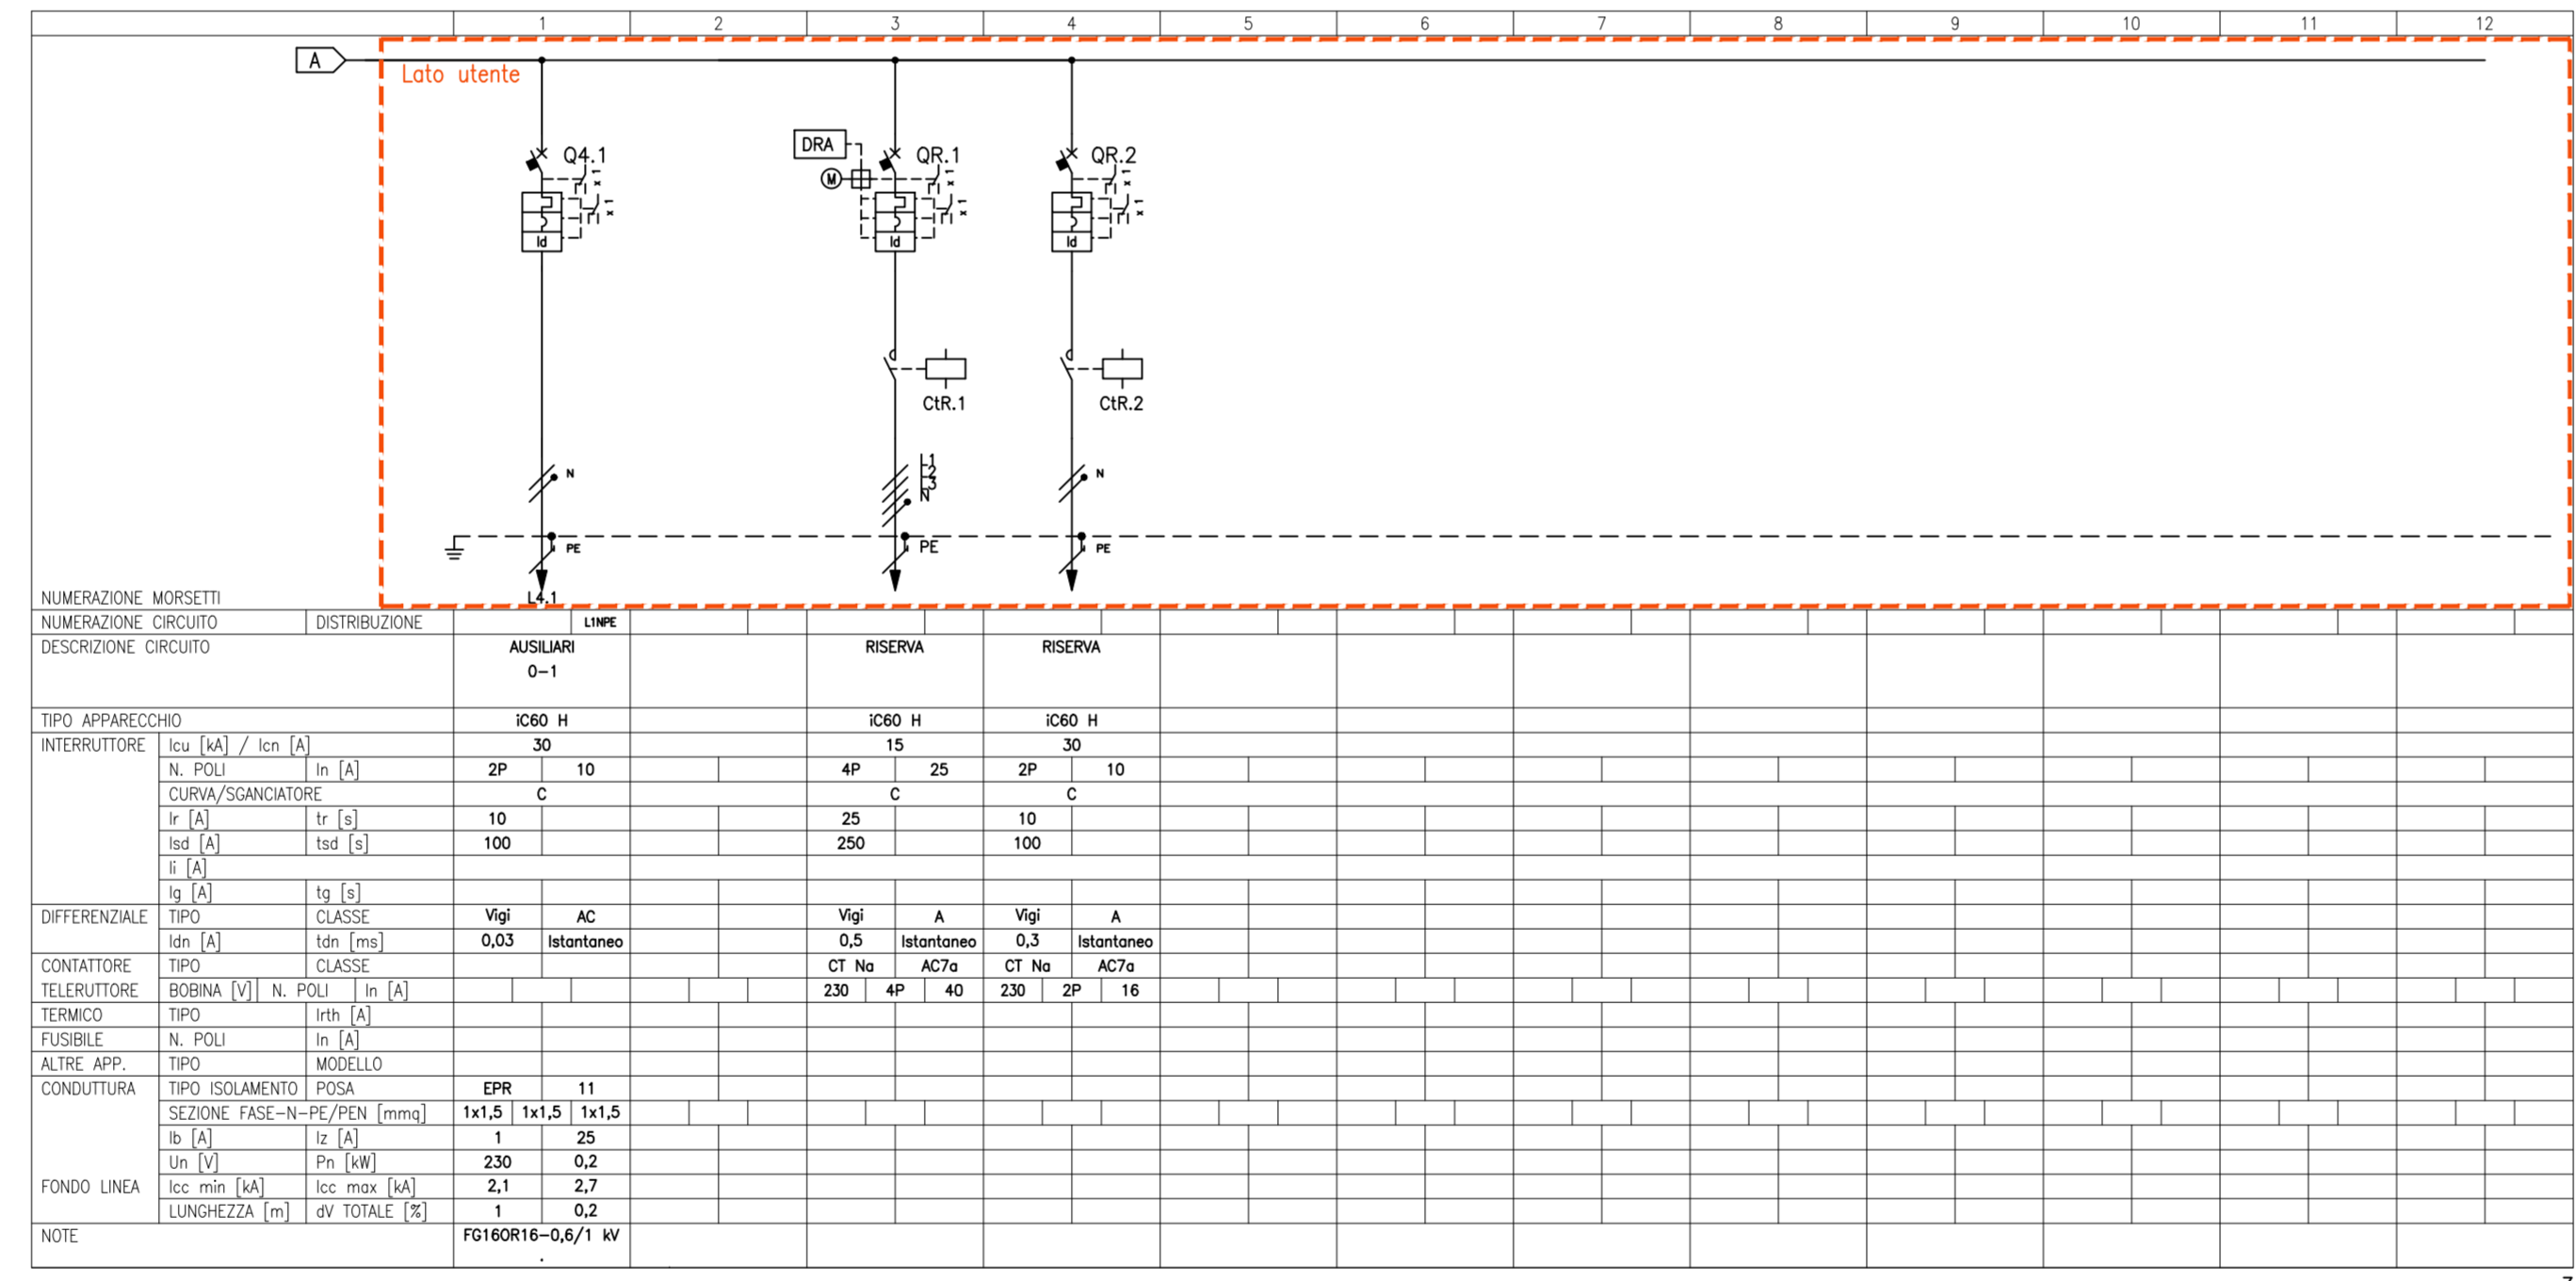 1 2 3 4 5 6 7 8 9 10 11 12
A
Lato utente
Q4.1
x 1
x 1
Id
DRA
M
QR.1
x 1
x 1
Id
QR.2
x 1
x 1
Id
CtR.1
CtR.2
N
L1
L2
L3
N
N
PE
PE
PE
NUMERAZIONE MORSETTI L4.1
NUMERAZIONE CIRCUITO DISTRIBUZIONE L1NPE
DESCRIZIONE CIRCUITO AUSILIARI RISERVA RISERVA
0-1
TIPO APPARECCHIO iC60 H iC60 H iC60 H
INTERRUTTORE Icu [kA] / Icn [A] 30 15 30
N. POLI In [A] 2P 10 4P 25 2P 10
CURVA/SGANCIATORE C C C
Ir [A] tr [s] 10 25 10
Isd [A] tsd [s] 100 250 100
Ii [A]
Ig [A] tg [s]
DIFFERENZIALE TIPO CLASSE Vigi AC Vigi A Vigi A
Idn [A] tdn [ms] 0,03 Istantaneo 0,5 Istantaneo 0,3 Istantaneo
CONTATTORE TIPO CLASSE CT Na AC7a CT Na AC7a
TELERUTTORE BOBINA [V] N. POLI In [A] 230 4P 40 230 2P 16
TERMICO TIPO Irth [A]
FUSIBILE N. POLI In [A]
ALTRE APP. TIPO MODELLO
CONDUTTURA TIPO ISOLAMENTO POSA EPR 11
SEZIONE FASE-N-PE/PEN [mmq] 1x1,5 1x1,5 1x1,5
Ib [A] Iz [A] 1 25
Un [V] Pn [kW] 230 0,2
FONDO LINEA Icc min [kA] Icc max [kA] 2,1 2,7
LUNGHEZZA [m] dV TOTALE [%] 1 0,2
NOTE FG16OR16-0,6/1 kV
.